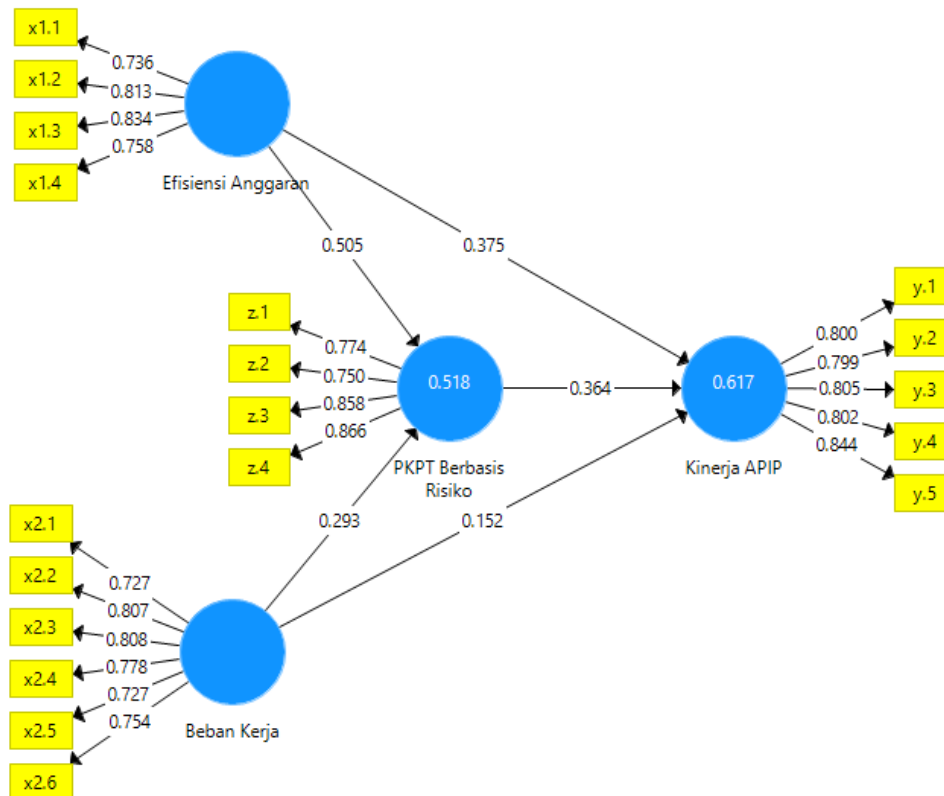 x1.1
x1.2
x1.3
x1.4
0.736
0.813
0.834
0.758
Efisiensi Anggaran
0.505
0.375
z.1
z.2
z.3
z.4
0.774
0.750
0.858
0.866
0.518
PKPT Berbasis
Risiko
0.364
0.617
Kinerja APIP
0.800
0.799
0.805
0.802
0.844
y.1
y.2
y.3
y.4
y.5
0.293
0.152
x2.1
x2.2
x2.3
x2.4
x2.5
x2.6
0.727
0.807
0.808
0.778
0.727
0.754
Beban Kerja